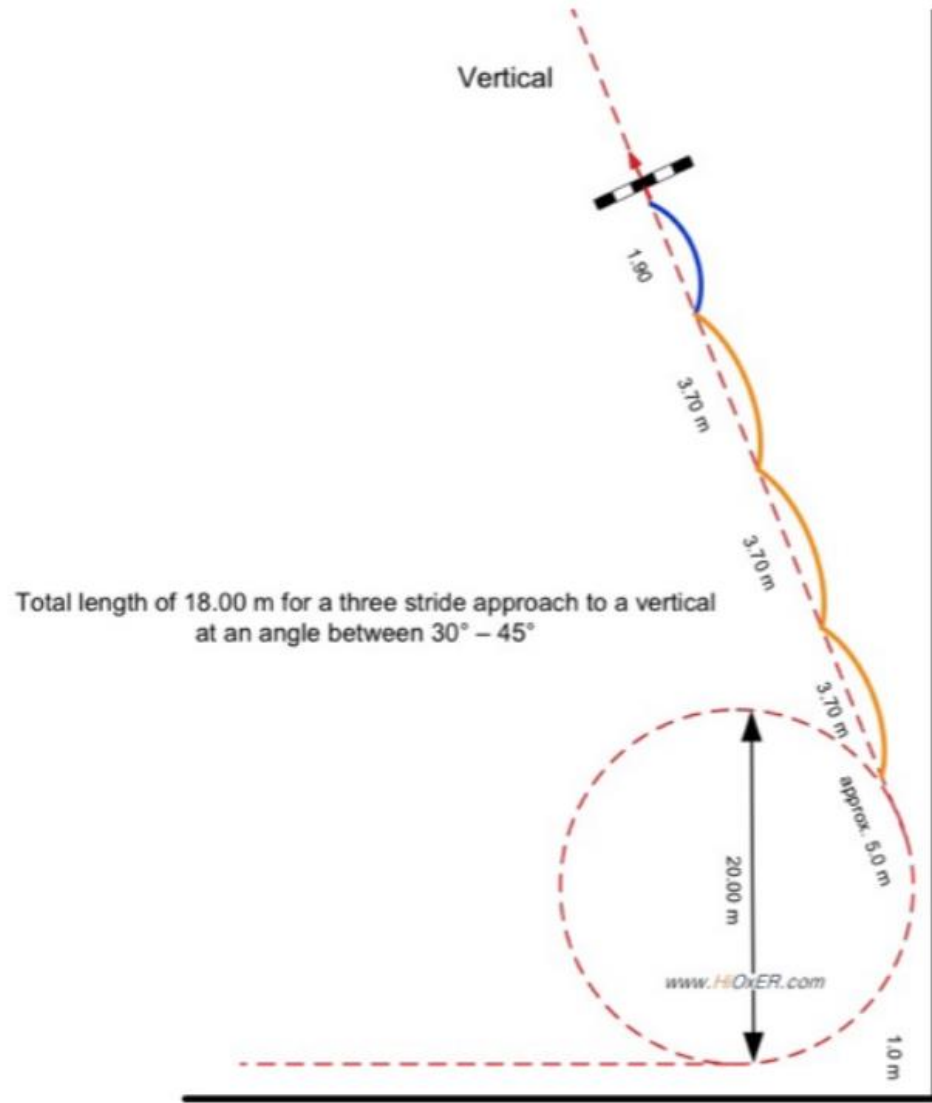 Vertical
1.90
3.70 m
3.70 m
Total length of 18.00 m for a three stride approach to a vertical
at an angle between 30° – 45°
3.70 m
approx. 5.0 m
20.00 m
www.HiOxER.com
1.0 m